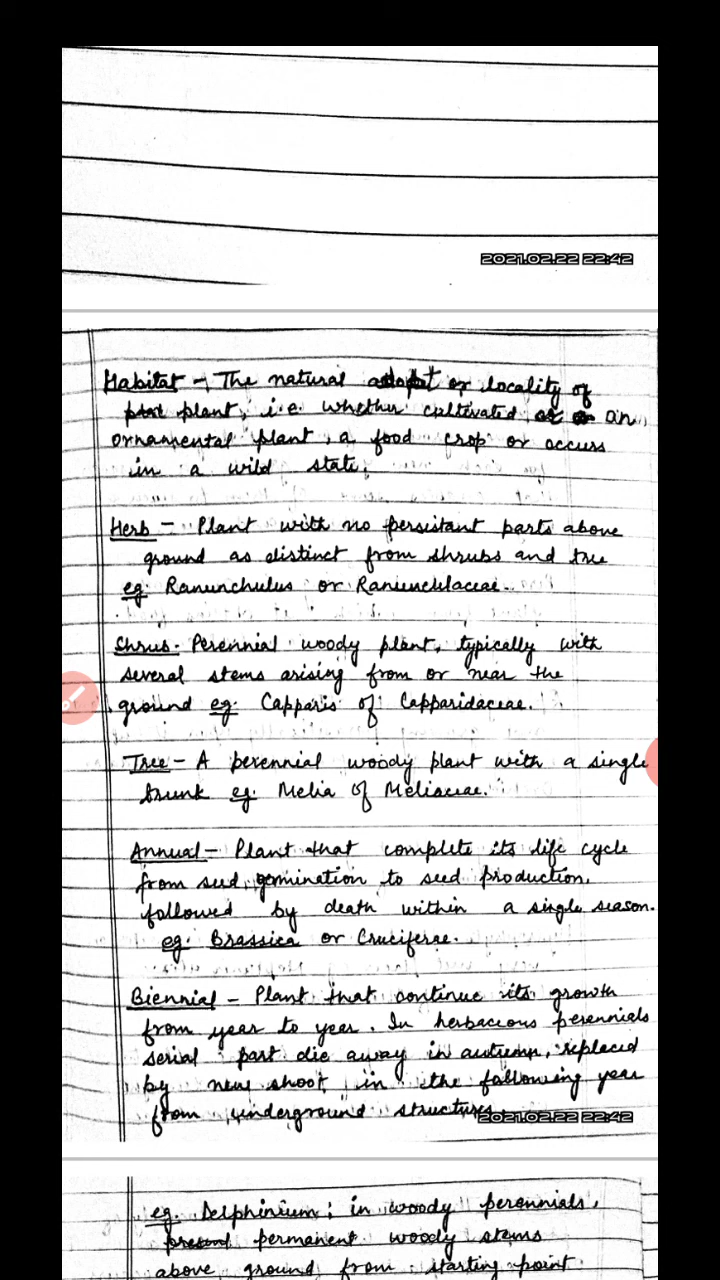 2021.02.22 22:42
Habitat - The natural or locality of
plant, i.e. whether cultivated an
ornamental plant, a food crop or occurs
in a wild state.
Herb - Plant with no persistant parts above
ground as distinct from shrubs and tree
eg. Ranunchulus or
Perennial woody plant, typically with
several stems arising from or near the
ground eg. Capparis of Capparidaceae.
Tree - A perennial woody plant with a single
trunk eg. Melia of Meliaceae.
Annual - Plant that complete its life cycle
from seed gemination to seed production
followed by death within a single season.
eg. Brassica or Cruciferae.
Biennial - Plant that continue its growth
from year to year. In herbacious perennials
serial part die away in autumn, replaced
by new shoot in the following year
from underground structures
2021.02.22 22:42
eg. Delphinium; in woody perennials,
permanent woody stems
above ground from starting point